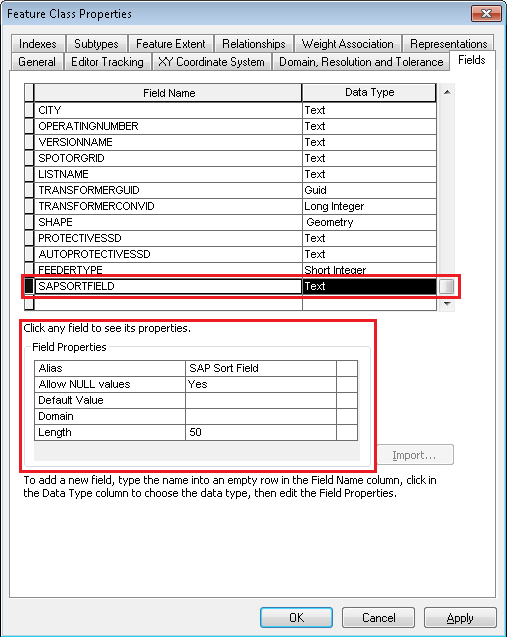 Feature Class Properties
Indexes Subtypes Feature Extent Relationships Weight Association Representations
General Editor Tracking XY Coordinate System Domain, Resolution and Tolerance Fields
Field Name Data Type
CITY Text
OPERATINGNUMBER Text
VERSIONNAME Text
SPOTORGRID Text
LISTNAME Text
TRANSFORMERGUID Guid
TRANSFORMERCONVID Long Integer
SHAPE Geometry
PROTECTIVESSD Text
AUTOPROTECTIVESSD Text
FEEDERTYPE Short Integer
SAPSORTFIELD Text
Click any field to see its properties.
Field Properties
Alias SAP Sort Field
Allow NULL values Yes
Default Value
Domain
Length 50
Import...
To add a new field, type the name into an empty row in the Field Name column, click in
the Data Type column to choose the data type, then edit the Field Properties.
OK Cancel Apply